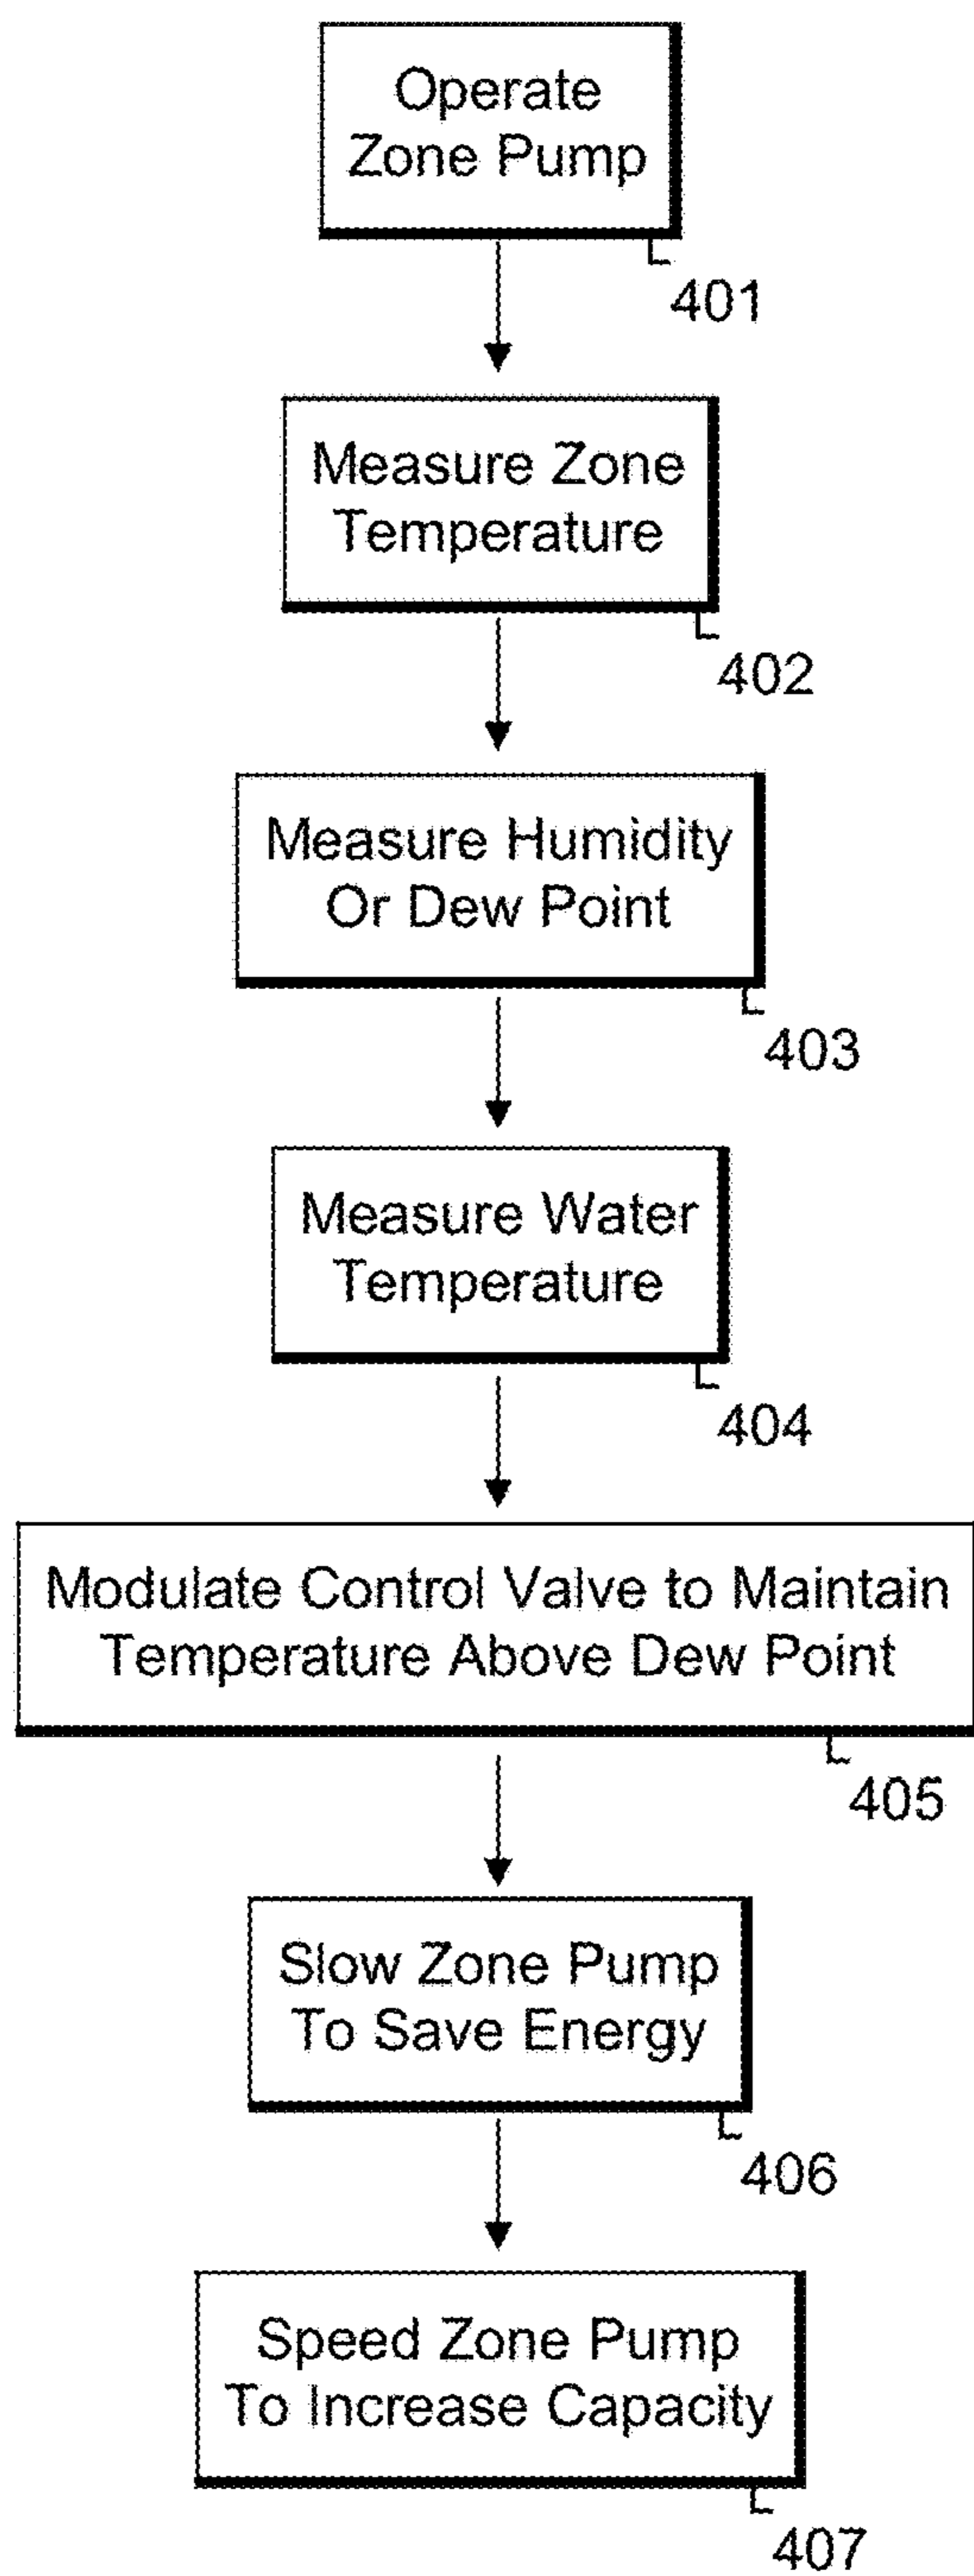 Operate
Zone Pump
401
Measure Zone
Temperature
402
Measure Humidity
Or Dew Point
403
Measure Water
Temperature
404
Modulate Control Valve to Maintain
Temperature Above Dew Point
405
Slow Zone Pump
To Save Energy
406
Speed Zone Pump
To Increase Capacity
407